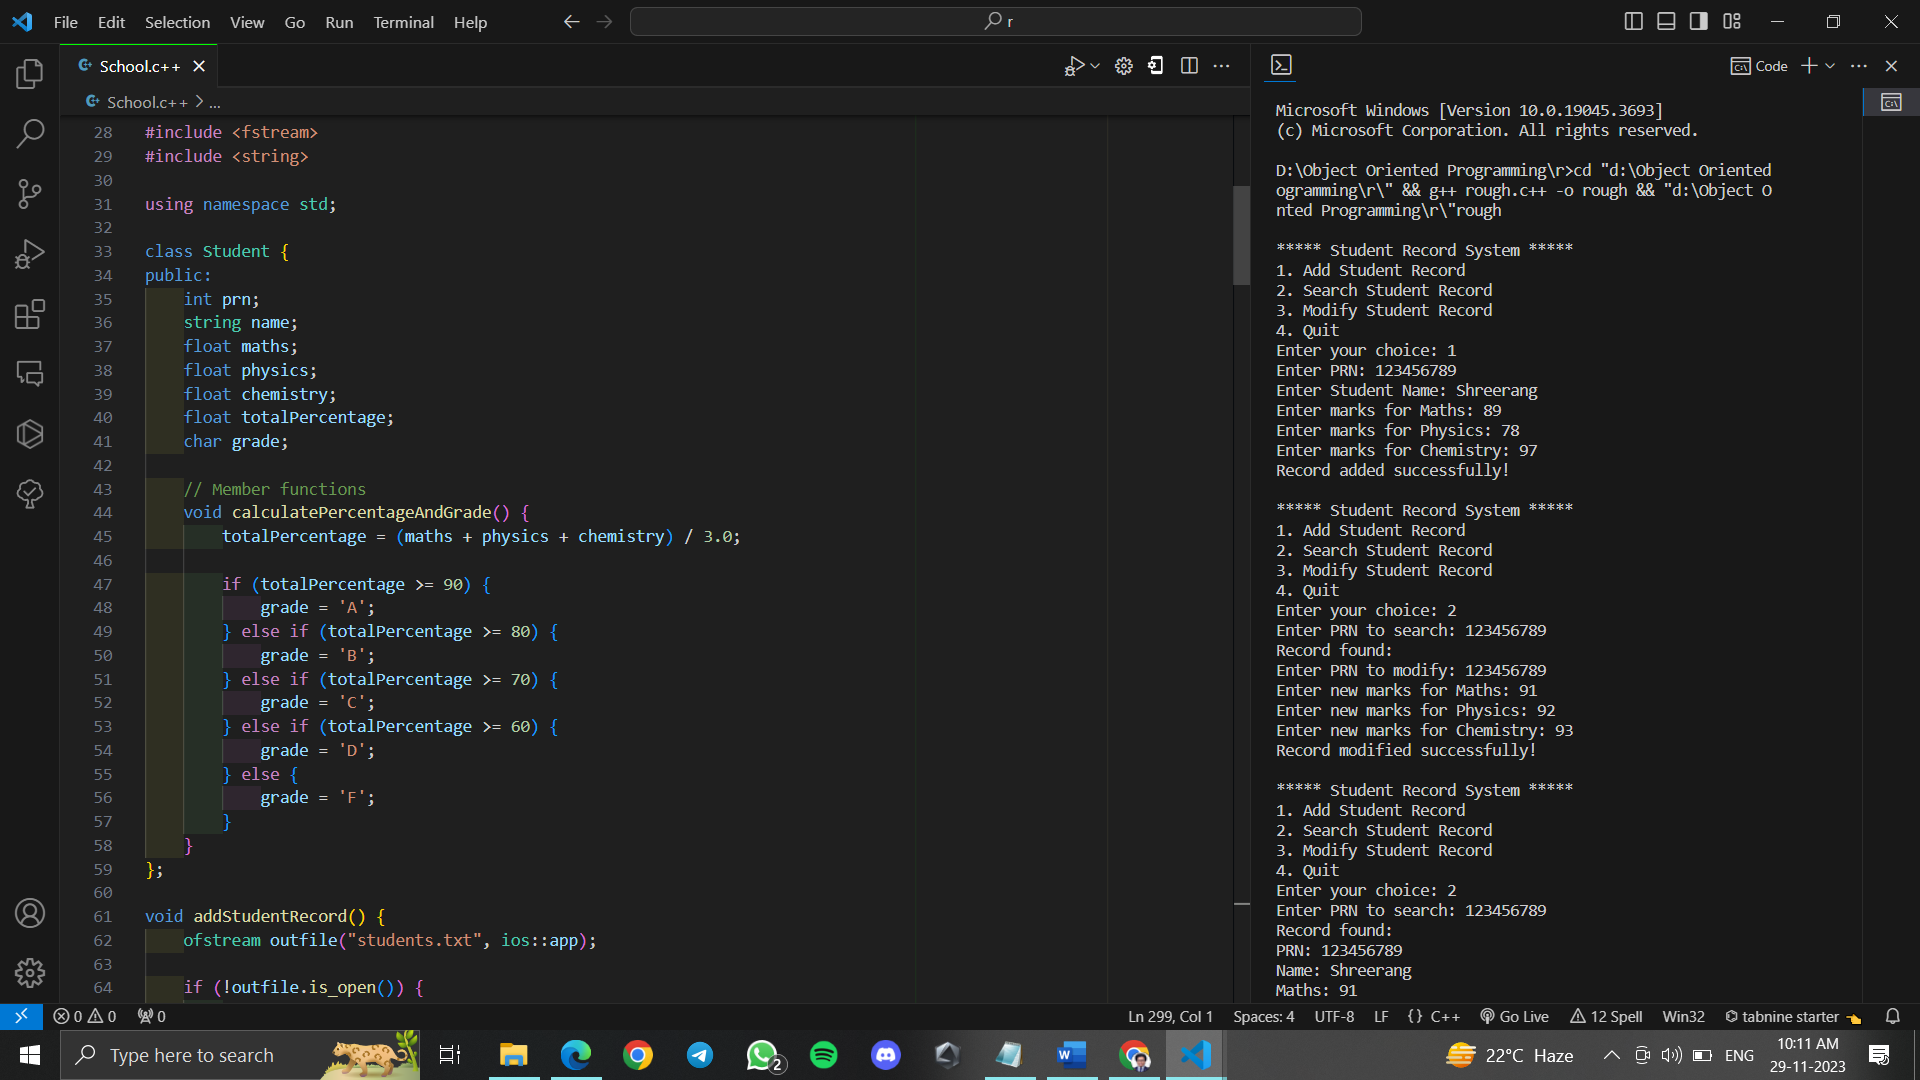 File Edit Selection View Go Run Terminal Help
r
School.c++
School.c++ > ...
28 #include <fstream>
29 #include <string>
30
31 using namespace std;
32
33 class Student {
34 public:
35 int prn;
36 string name;
37 float maths;
38 float physics;
39 float chemistry;
40 float totalPercentage;
41 char grade;
42
43 // Member functions
44 void calculatePercentageAndGrade() {
45 totalPercentage = (maths + physics + chemistry) / 3.0;
46
47 if (totalPercentage >= 90) {
48 grade = 'A';
49 } else if (totalPercentage >= 80) {
50 grade = 'B';
51 } else if (totalPercentage >= 70) {
52 grade = 'C';
53 } else if (totalPercentage >= 60) {
54 grade = 'D';
55 } else {
56 grade = 'F';
57 }
58 }
59 };
60
61 void addStudentRecord() {
62 ofstream outfile("students.txt", ios::app);
63
64 if (!outfile.is_open()) {
Code
Microsoft Windows [Version 10.0.19045.3693]
(c) Microsoft Corporation. All rights reserved.
D:\Object Oriented Programming\r>cd "d:\Object Oriented
ogramming\r\" && g++ rough.c++ -o rough && "d:\Object O
nted Programming\r\"rough
***** Student Record System *****
1. Add Student Record
2. Search Student Record
3. Modify Student Record
4. Quit
Enter your choice: 1
Enter PRN: 123456789
Enter Student Name: Shreerang
Enter marks for Maths: 89
Enter marks for Physics: 78
Enter marks for Chemistry: 97
Record added successfully!
***** Student Record System *****
1. Add Student Record
2. Search Student Record
3. Modify Student Record
4. Quit
Enter your choice: 2
Enter PRN to search: 123456789
Record found:
Enter PRN to modify: 123456789
Enter new marks for Maths: 91
Enter new marks for Physics: 92
Enter new marks for Chemistry: 93
Record modified successfully!
***** Student Record System *****
1. Add Student Record
2. Search Student Record
3. Modify Student Record
4. Quit
Enter your choice: 2
Enter PRN to search: 123456789
Record found:
PRN: 123456789
Name: Shreerang
Maths: 91
0 0 0 Ln 299, Col 1 Spaces: 4 UTF-8 LF {} C++ Go Live 12 Spell Win32 tabnine starter
Type here to search
2
22°C Haze
ENG
10:11 AM
29-11-2023